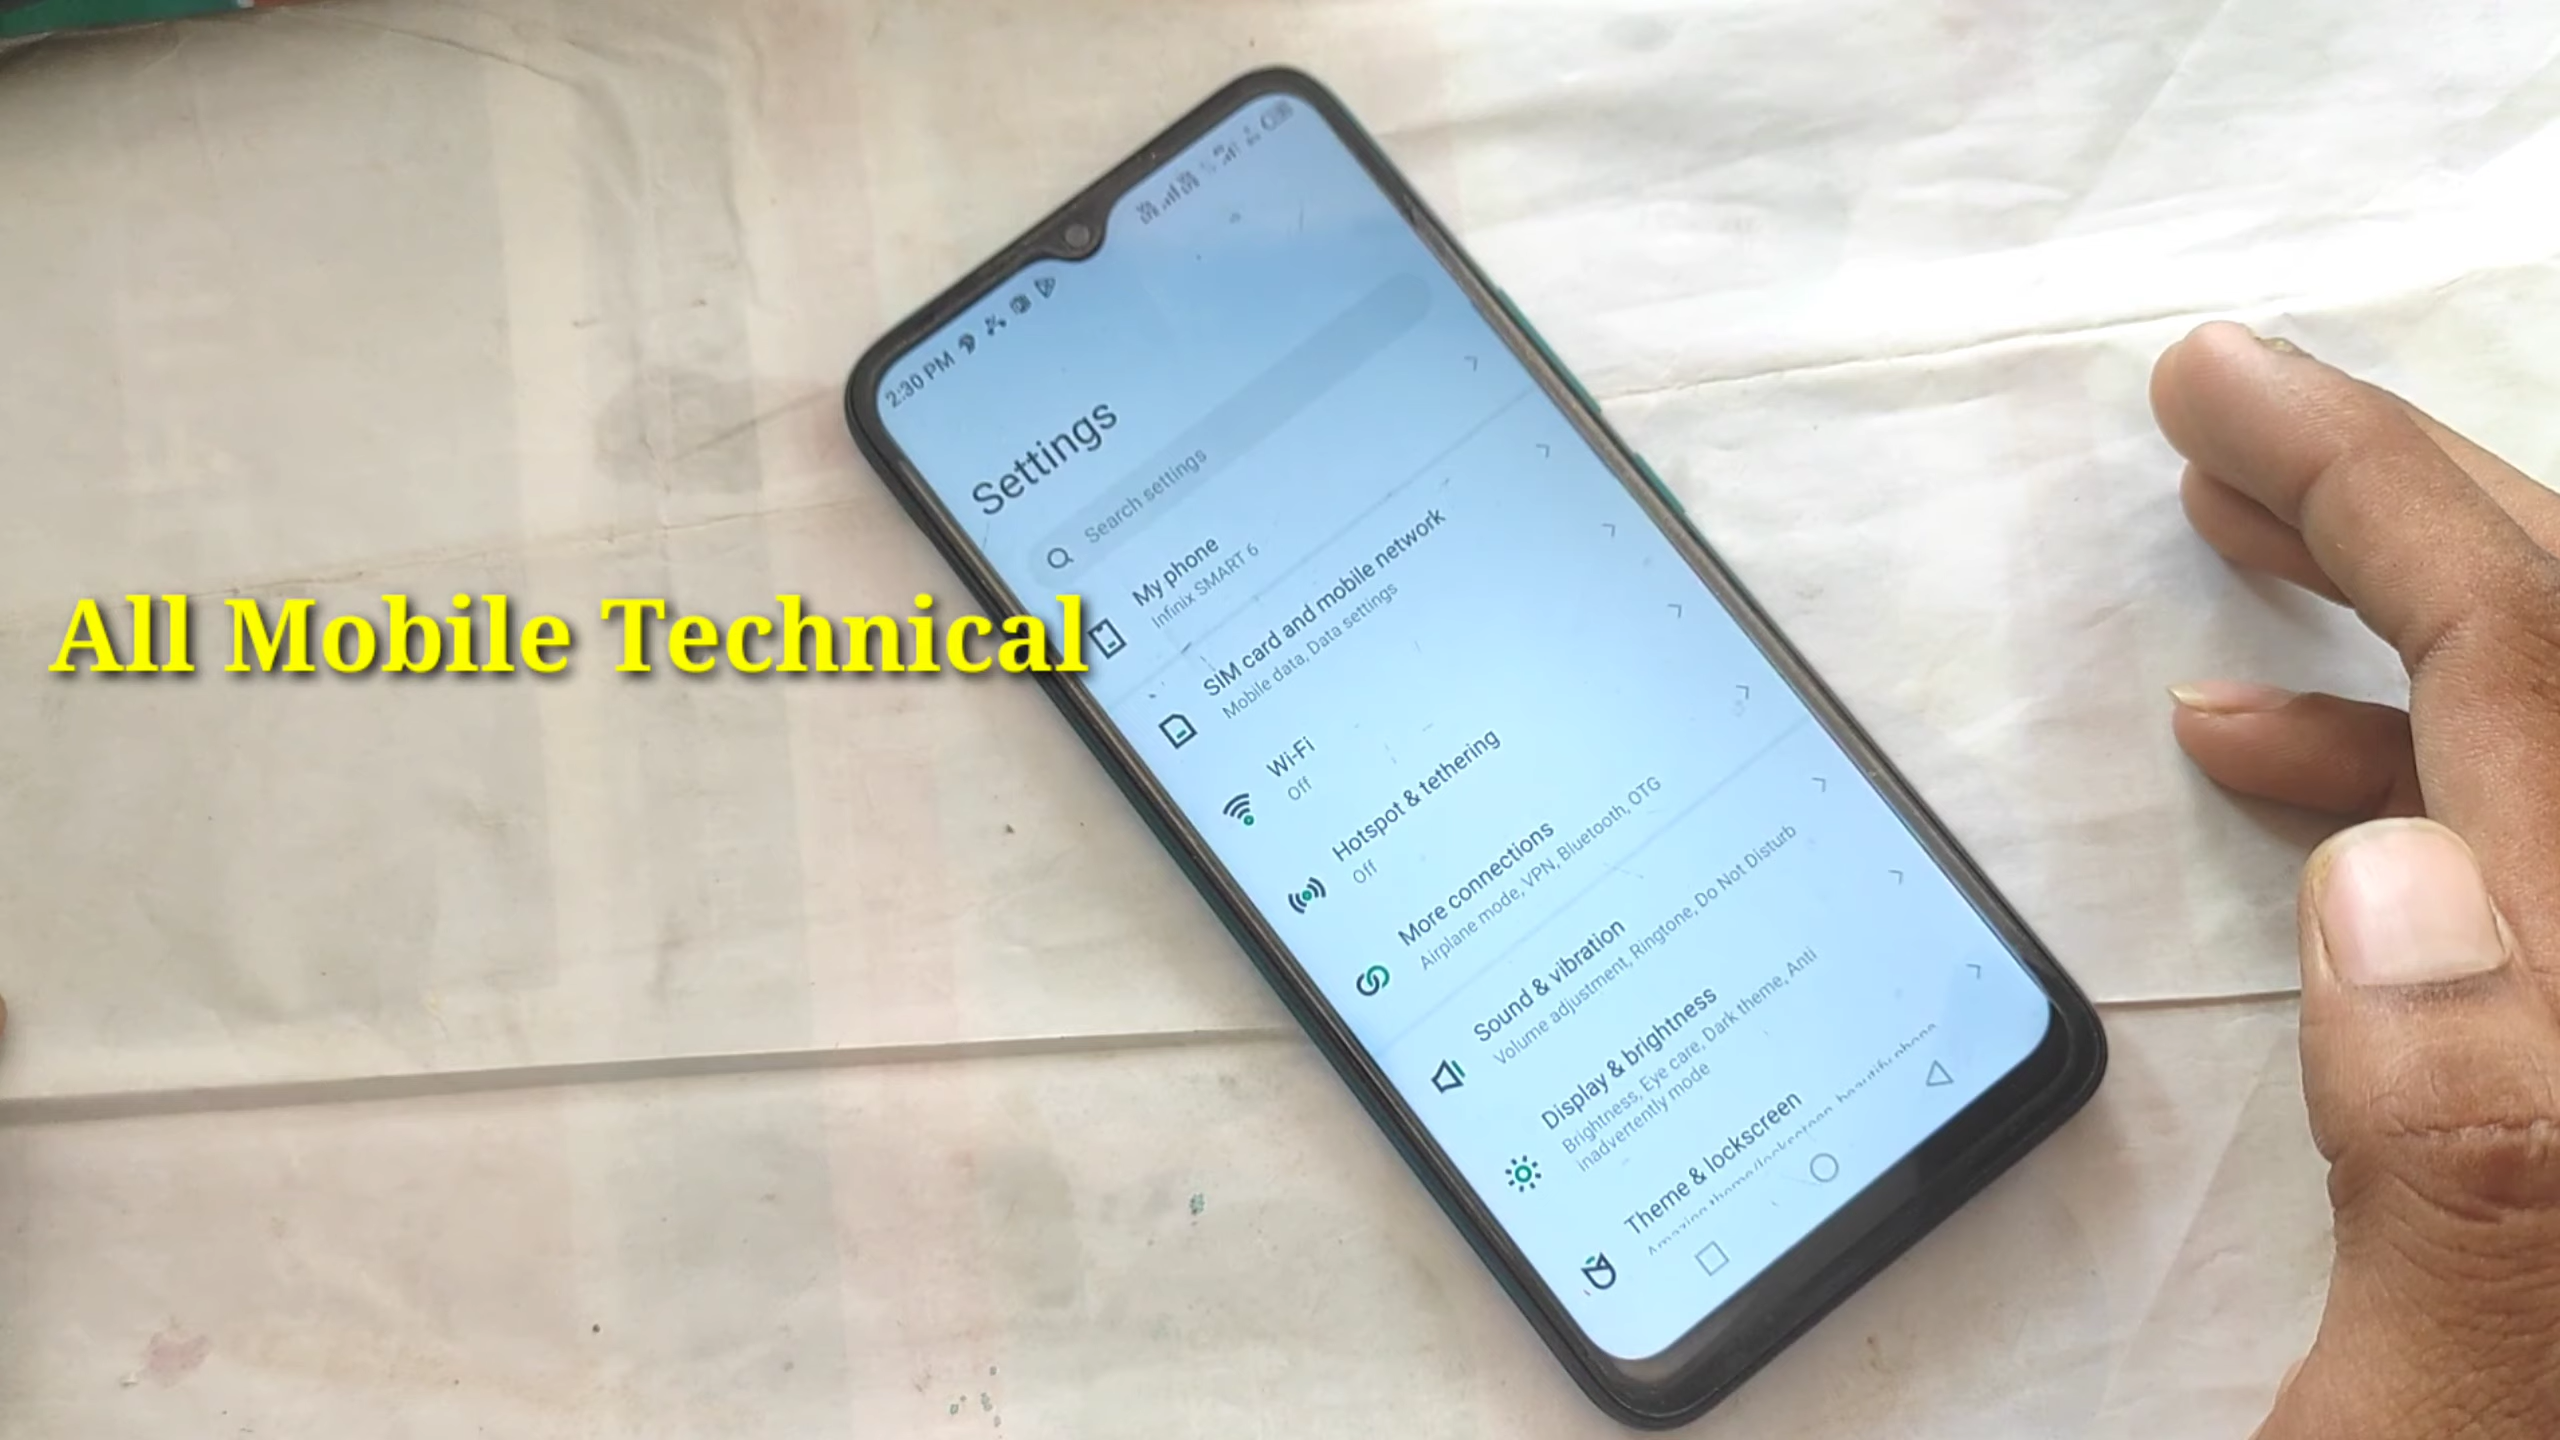 2:30 PM
Settings
Search settings
My phone
Infinix SMART 6
All Mobile Technical
SIM card and mobile network
Mobile data, Data settings
Wi-Fi
Off
Hotspot & tethering
Off
More connections
Airplane mode, VPN, Bluetooth, OTG
Sound & vibration
Volume adjustment, Ringtone, Do Not Disturb
Display & brightness
Brightness, Eye care, Dark theme, Anti
inadvertently mode
Theme & lockscreen